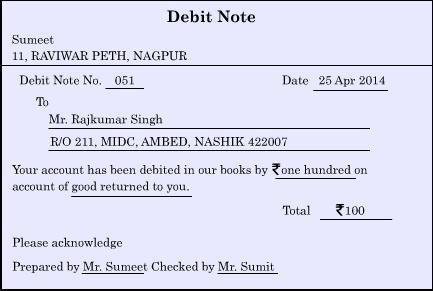 Debit Note
Sumeet
11, RAVIWAR PETH, NAGPUR
Debit Note No. 051 Date 25 Apr 2014
To
Mr. Rajkumar Singh
R/O 211, MIDC, AMBED, NASHIK 422007
Your account has been debited in our books by ₹one hundred on
account of good returned to you.
Total ₹100
Please acknowledge
Prepared by Mr. Sumeet Checked by Mr. Sumit